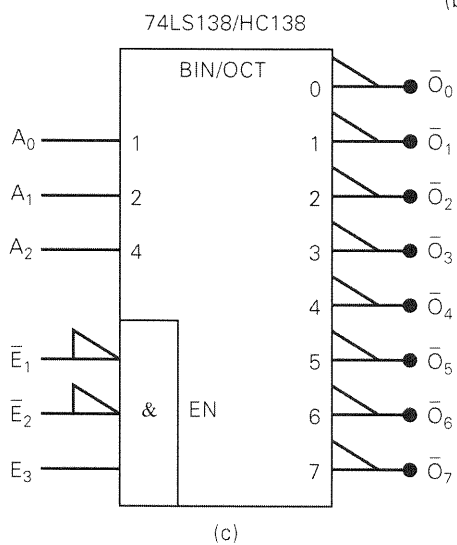 (b
74LS138/HC138
BIN/OCT
0 Ō₀
A₀ 1 1 Ō₁
A₁ 2 2 Ō₂
A₂ 4 3 Ō₃
4 Ō₄
Ē₁ 5 Ō₅
Ē₂ & EN 6 Ō₆
E₃ 7 Ō₇
(c)